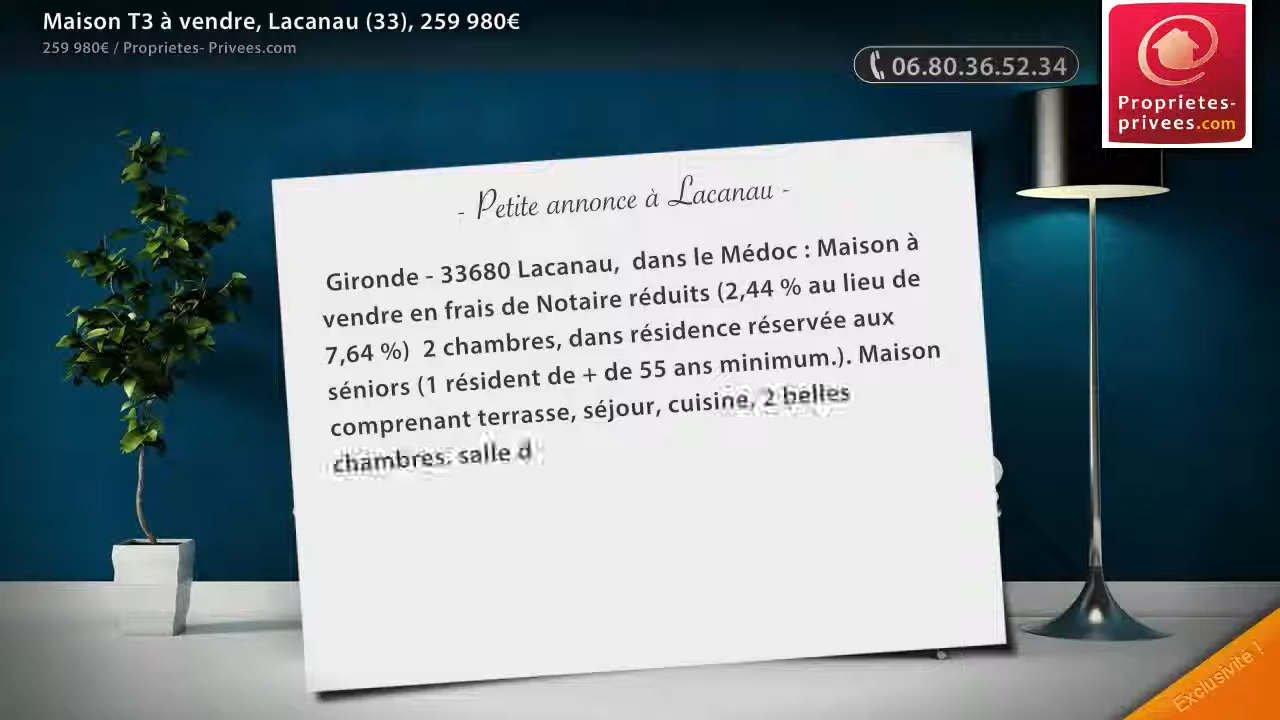 Maison T3 à vendre, Lacanau (33), 259 980€
259 980€ / Proprietes- Privees.com
06.80.36.52.34
Proprietes-
privees.com
- Petite annonce à Lacanau -
Gironde - 33680 Lacanau, dans le Médoc : Maison à
vendre en frais de Notaire réduits (2,44 % au lieu de
7,64 %) 2 chambres, dans résidence réservée aux
séniors (1 résident de + de 55 ans minimum.). Maison
comprenant terrasse, séjour, cuisine, 2 belles
chambres, salle d
Exclusivité !